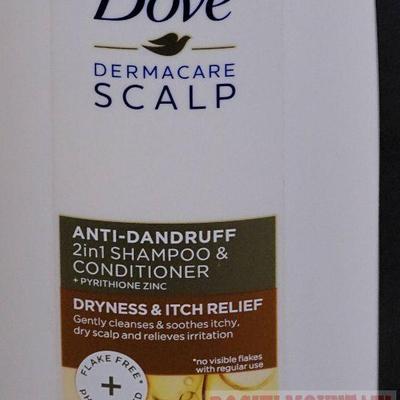 Dove
DERMACARE
SCALP
ANTI-DANDRUFF
2in1 SHAMPOO &
CONDITIONER
+ PYRITHIONE ZINC
DRYNESS & ITCH RELIEF
Gently cleanses & soothes itchy,
dry scalp and relieves irritation
*no visible flakes
with regular use
FLAKE FREE*
+